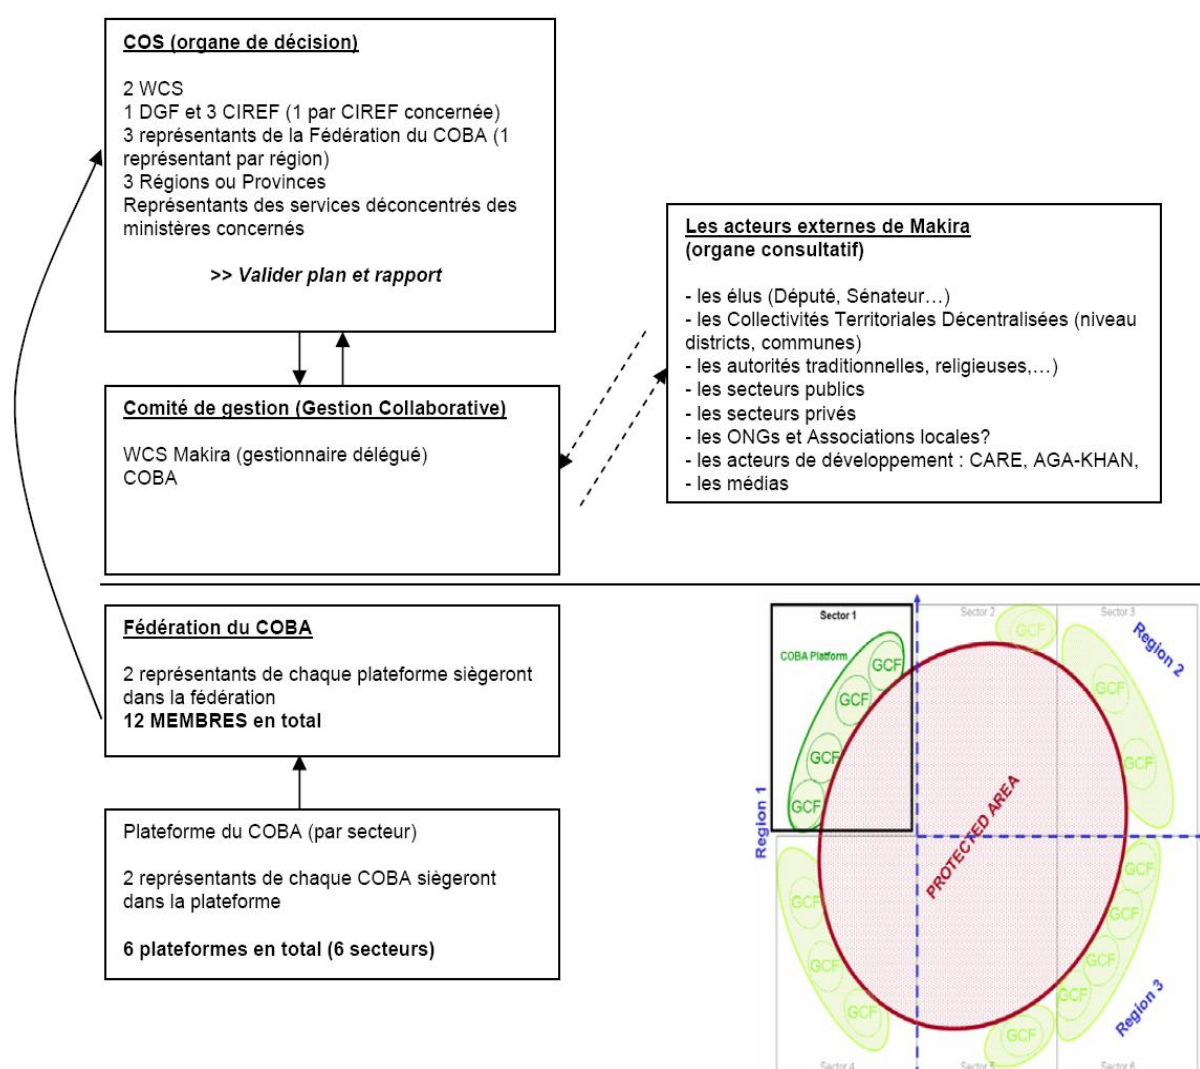 COS (organe de décision)
2 WCS
1 DGF et 3 CIREF (1 par CIREF concernée)
3 représentants de la Fédération du COBA (1
représentant par région)
3 Régions ou Provinces
Représentants des services déconcentrés des
ministères concernés
>> Valider plan et rapport
Les acteurs externes de Makira
(organe consultatif)
- les élus (Député, Sénateur…)
- les Collectivités Territoriales Décentralisées (niveau
districts, communes)
- les autorités traditionnelles, religieuses,…)
- les secteurs publics
- les secteurs privés
- les ONGs et Associations locales?
- les acteurs de développement : CARE, AGA-KHAN,
- les médias
Comité de gestion (Gestion Collaborative)
WCS Makira (gestionnaire délégué)
COBA
Fédération du COBA
2 représentants de chaque plateforme siègeront
dans la fédération
12 MEMBRES en total
Plateforme du COBA (par secteur)
2 représentants de chaque COBA siègeront
dans la plateforme
6 plateformes en total (6 secteurs)
Sector 1
Sector 2
Sector 3
COBA Platform
GCF
GCF
GCF
GCF
GCF
GCF
GCF
Region 2
Region 1
PROTECTED AREA
GCF
GCF
GCF
GCF
GCF
GCF
GCF
GCF
Region 3
Sector 4
Sector 5
Sector 6